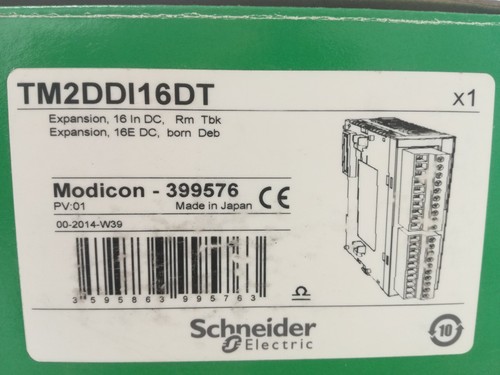 TM2DDI16DT x1
Expansion, 16 In DC, Rm Tbk
Expansion, 16E DC, born Deb
Modicon - 399576 CE
PV:01 Made in Japan
00-2014-W39
3 595863 995763
Schneider
Electric
10